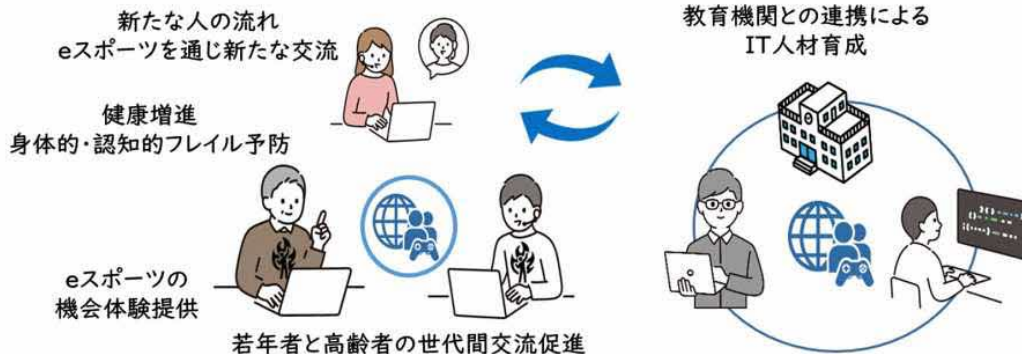 新たな人の流れ
eスポーツを通じ新たな交流
健康増進
身体的・認知的フレイル予防
eスポーツの
機会体験提供
若年者と高齢者の世代間交流促進
教育機関との連携による
IT人材育成